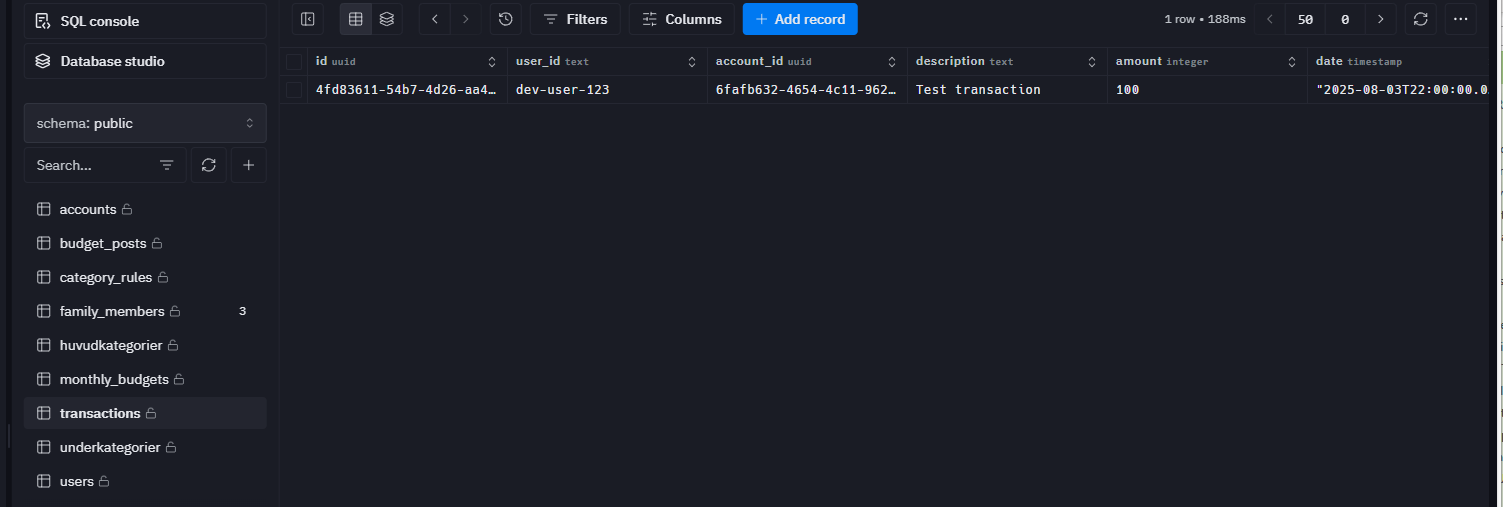 SQL console
Database studio
schema: public
Search...
accounts
budget_posts
category_rules
family_members 3
huvudkategorier
monthly_budgets
transactions
underkategorier
users
Filters Columns + Add record 1 row • 188ms 50 0
id uuid user_id text account_id uuid description text amount integer date timestamp
4fd83611-54b7-4d26-aa4… dev-user-123 6fafb632-4654-4c11-962… Test transaction 100 "2025-08-03T22:00:00.0